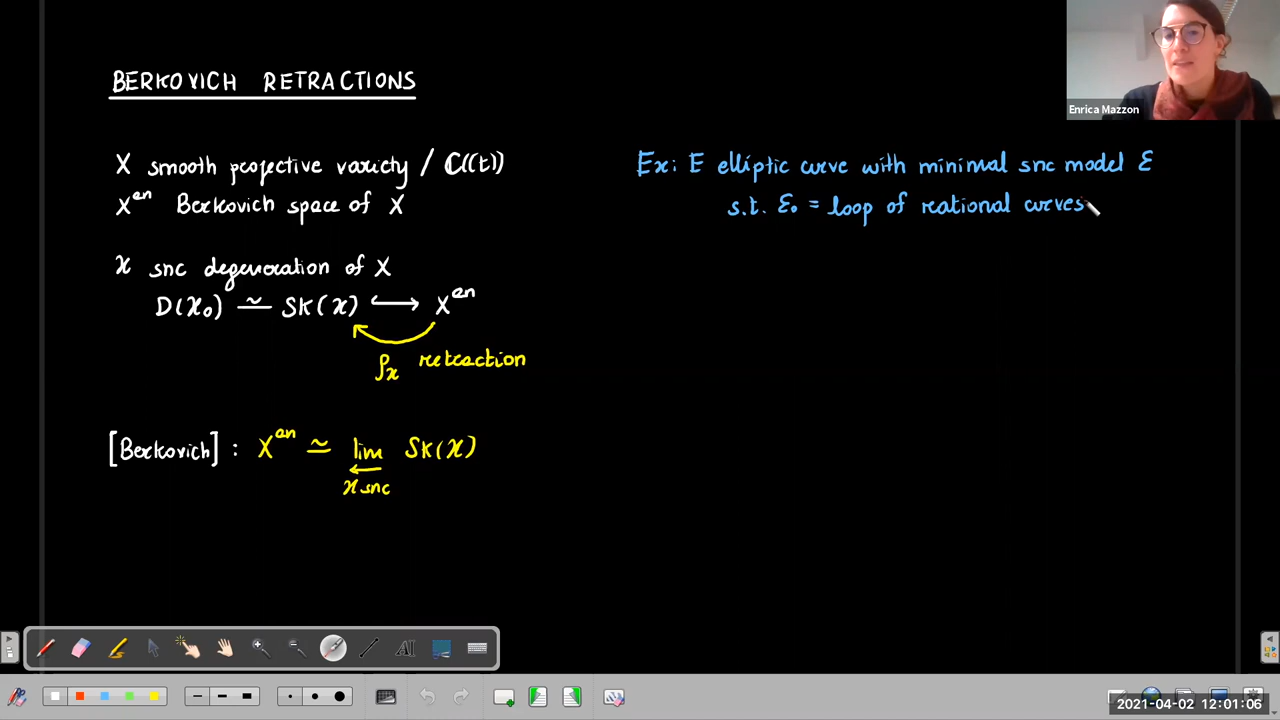 BERKOVICH RETRACTIONS
X smooth projective variety / ℂ((t))
X^an Berkovich space of X
𝒳 snc degeneration of X
D(𝒳₀) ≃ Sk(𝒳) ↪ X^an
ρ_𝒳 retraction
[Berkovich] : X^an ≃ lim Sk(𝒳)
←
𝒳 snc
Ex: E elliptic curve with minimal snc model ℰ
s.t. ℰ₀ = loop of rational curves
Enrica Mazzon
AI
2021-04-02 12:01:06